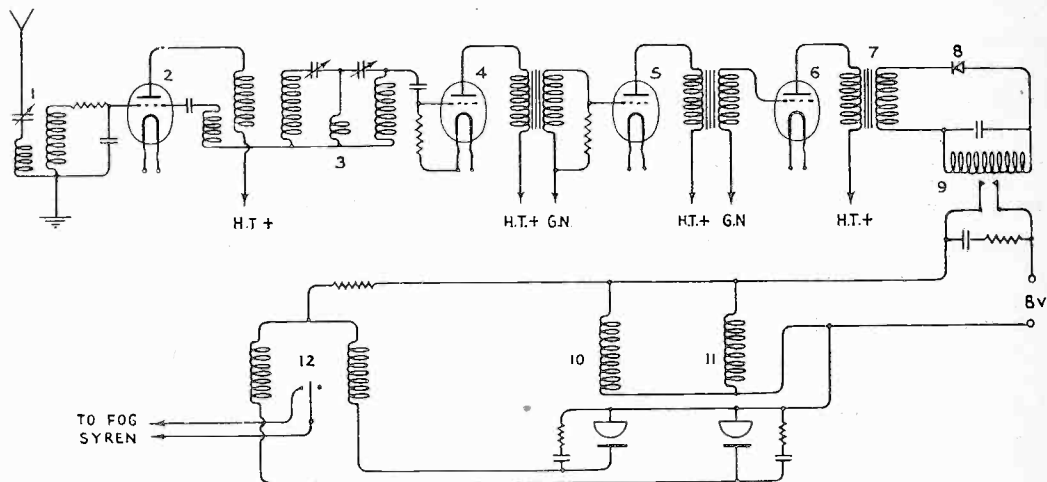 1
2
3
4
5
6
7
8
9
H.T +
H.T.+ G.N.
H.T.+ G.N
H.T.+
8V
10
11
12
TO FOG
SYREN